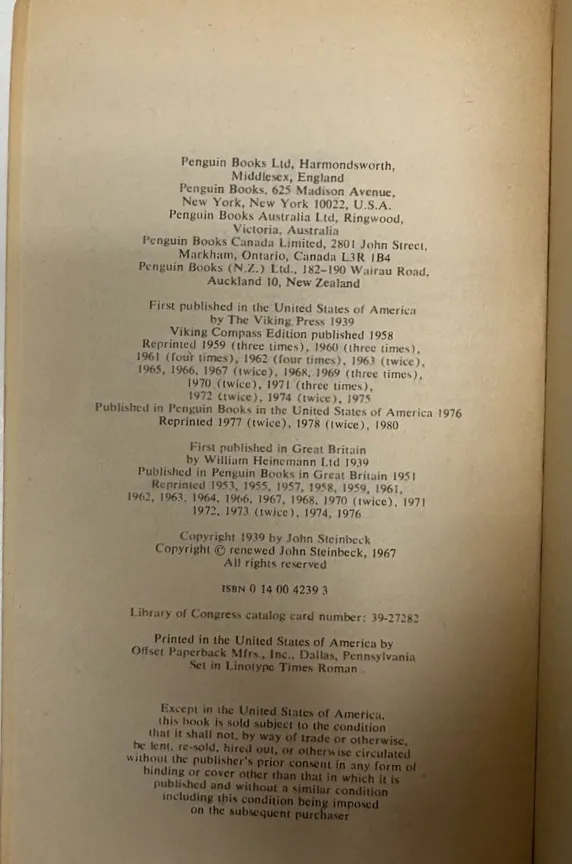 Penguin Books Ltd, Harmondsworth,
Middlesex, England
Penguin Books, 625 Madison Avenue,
New York, New York 10022, U.S.A.
Penguin Books Australia Ltd, Ringwood,
Victoria, Australia
Penguin Books Canada Limited, 2801 John Street,
Markham, Ontario, Canada L3R 1B4
Penguin Books (N.Z.) Ltd., 182–190 Wairau Road,
Auckland 10, New Zealand
First published in the United States of America
by The Viking Press 1939
Viking Compass Edition published 1958
Reprinted 1959 (three times), 1960 (three times),
1961 (four times), 1962 (four times), 1963 (twice),
1965, 1966, 1967 (twice), 1968, 1969 (three times),
1970 (twice), 1971 (three times),
1972 (twice), 1974 (twice), 1975
Published in Penguin Books in the United States of America 1976
Reprinted 1977 (twice), 1978 (twice), 1980
First published in Great Britain
by William Heinemann Ltd 1939
Published in Penguin Books in Great Britain 1951
Reprinted 1953, 1955, 1957, 1958, 1959, 1961,
1962, 1963, 1964, 1966, 1967, 1968, 1970 (twice), 1971
1972, 1973 (twice), 1974, 1976
Copyright 1939 by John Steinbeck
Copyright © renewed John Steinbeck, 1967
All rights reserved
ISBN 0 14 00 4239 3
Library of Congress catalog card number: 39-27282
Printed in the United States of America by
Offset Paperback Mfrs., Inc., Dallas, Pennsylvania
Set in Linotype Times Roman
Except in the United States of America,
this book is sold subject to the condition
that it shall not, by way of trade or otherwise,
be lent, re-sold, hired out, or otherwise circulated
without the publisher's prior consent in any form of
binding or cover other than that in which it is
published and without a similar condition
including this condition being imposed
on the subsequent purchaser